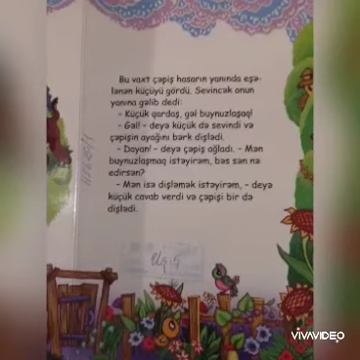 Bu vaxt çəpiş hasarın yanında eşə-
lənən küçüyü gördü. Sevincək onun
yanına gəlib dedi:
– Küçük qardaş, gəl buynuzlaşaq!
– Gəl! – deyə küçük də sevindi və
çəpişin ayağını bərk dişlədi.
– Dayan! – deyə çəpiş ağladı. – Mən
buynuzlaşmaq istəyirəm, bəs sən nə
edirsən?
– Mən isə dişləmək istəyirəm, – deyə
küçük cavab verdi və çəpişi bir də
dişlədi.
VIVAVIDEO